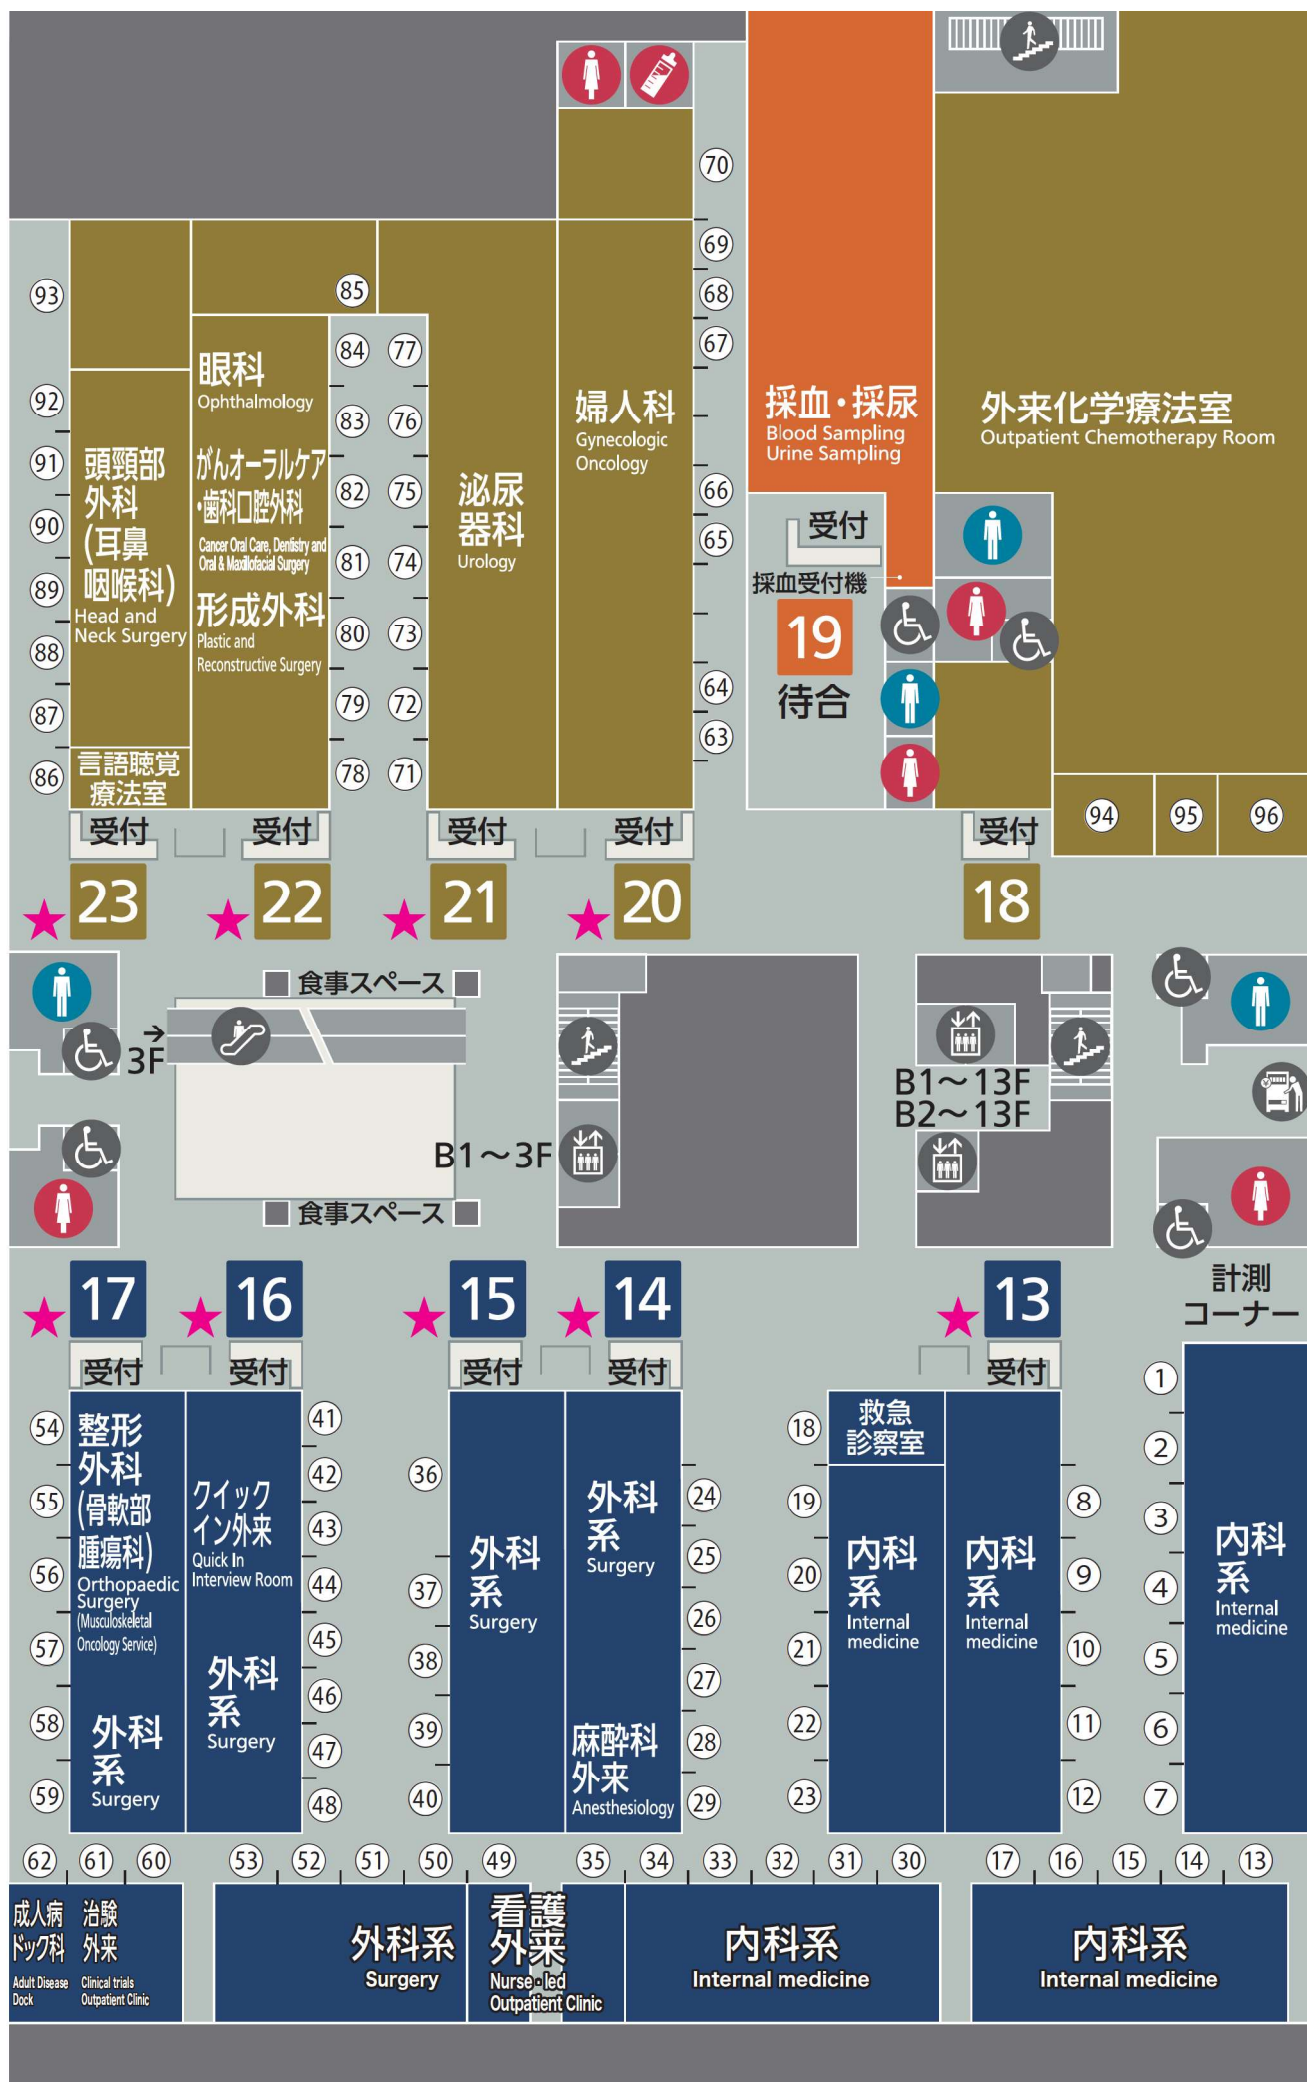 70
69
68
67
66
65
64
63
93
92
91
90
89
88
87
86
頭頸部
外科
(耳鼻
咽喉科)
Head and
Neck Surgery
言語聴覚
療法室
眼科
Ophthalmology
がんオーラルケア
・歯科口腔外科
Cancer Oral Care, Dentistry and
Oral & Maxillofacial Surgery
形成外科
Plastic and
Reconstructive Surgery
85
84
83
82
81
80
79
78
77
76
75
74
73
72
71
泌尿
器科
Urology
婦人科
Gynecologic
Oncology
採血・採尿
Blood Sampling
Urine Sampling
受付
採血受付機
19
待合
外来化学療法室
Outpatient Chemotherapy Room
94
95
96
受付
受付
受付
受付
受付
23
22
21
20
18
食事スペース
→
3F
B1〜3F
食事スペース
B1〜13F
B2〜13F
計測
コーナー
17
16
15
14
13
受付
受付
受付
受付
受付
54
55
56
57
58
59
整形
外科
(骨軟部
腫瘍科)
Orthopaedic
Surgery
(Musculoskeletal
Oncology Service)
外科
系
Surgery
クイック
イン外来
Quick In
Interview Room
外科
系
Surgery
41
42
43
44
45
46
47
48
36
37
38
39
40
外科
系
Surgery
外科
系
Surgery
麻酔科
外来
Anesthesiology
24
25
26
27
28
29
18
19
20
21
22
23
救急
診察室
内科
系
Internal
medicine
内科
系
Internal
medicine
8
9
10
11
12
1
2
3
4
5
6
7
内科
系
Internal
medicine
62
61
60
53
52
51
50
49
35
34
33
32
31
30
17
16
15
14
13
成人病
ドック科
Adult Disease
Dock
治験
外来
Clinical trials
Outpatient Clinic
外科系
Surgery
看護
外来
Nurse-led
Outpatient Clinic
内科系
Internal medicine
内科系
Internal medicine